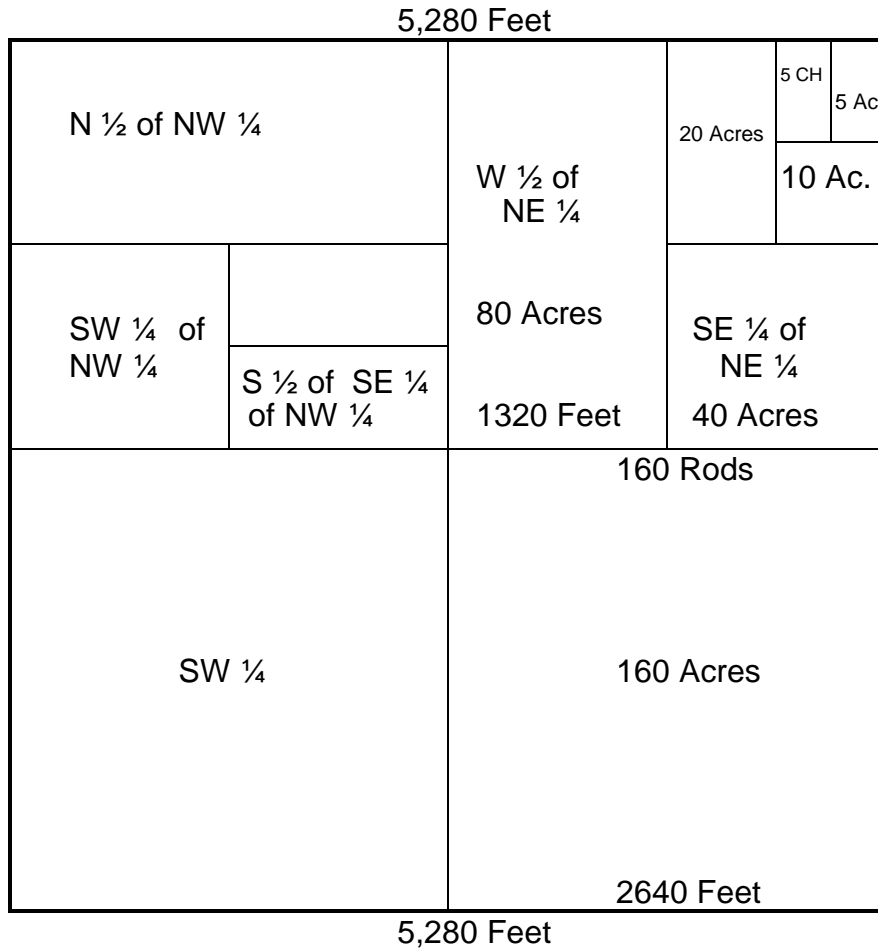 5,280 Feet
N ½ of NW ¼
W ½ of
NE ¼
80 Acres
1320 Feet
20 Acres
5 CH
5 Ac
10 Ac.
SW ¼ of
NW ¼
S ½ of SE ¼
of NW ¼
SE ¼ of
NE ¼
40 Acres
160 Rods
SW ¼
160 Acres
2640 Feet
5,280 Feet